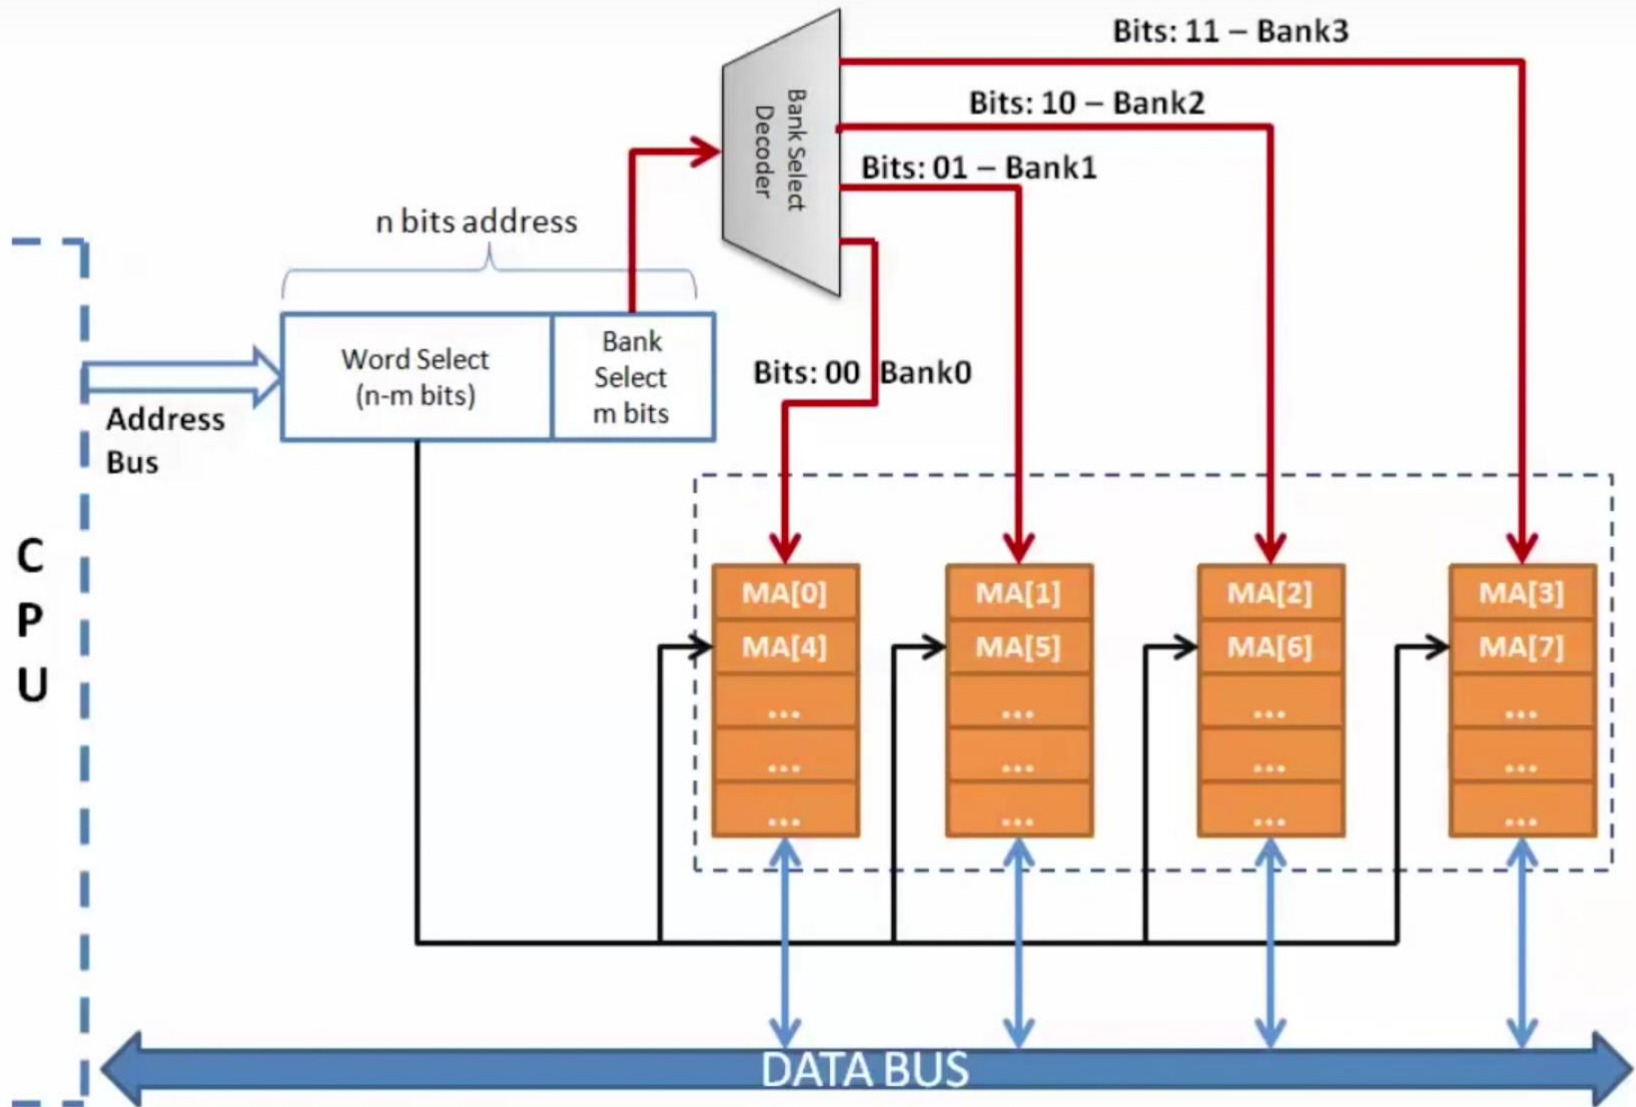 Bits: 11 – Bank3
Bits: 10 – Bank2
Bits: 01 – Bank1
Bank Select
Decoder
n bits address
Word Select
(n-m bits)
Bank
Select
m bits
Bits: 00 Bank0
Address
Bus
C
P
U
MA[0] MA[1] MA[2] MA[3]
MA[4] MA[5] MA[6] MA[7]
... ... ... ...
... ... ... ...
... ... ... ...
DATA BUS